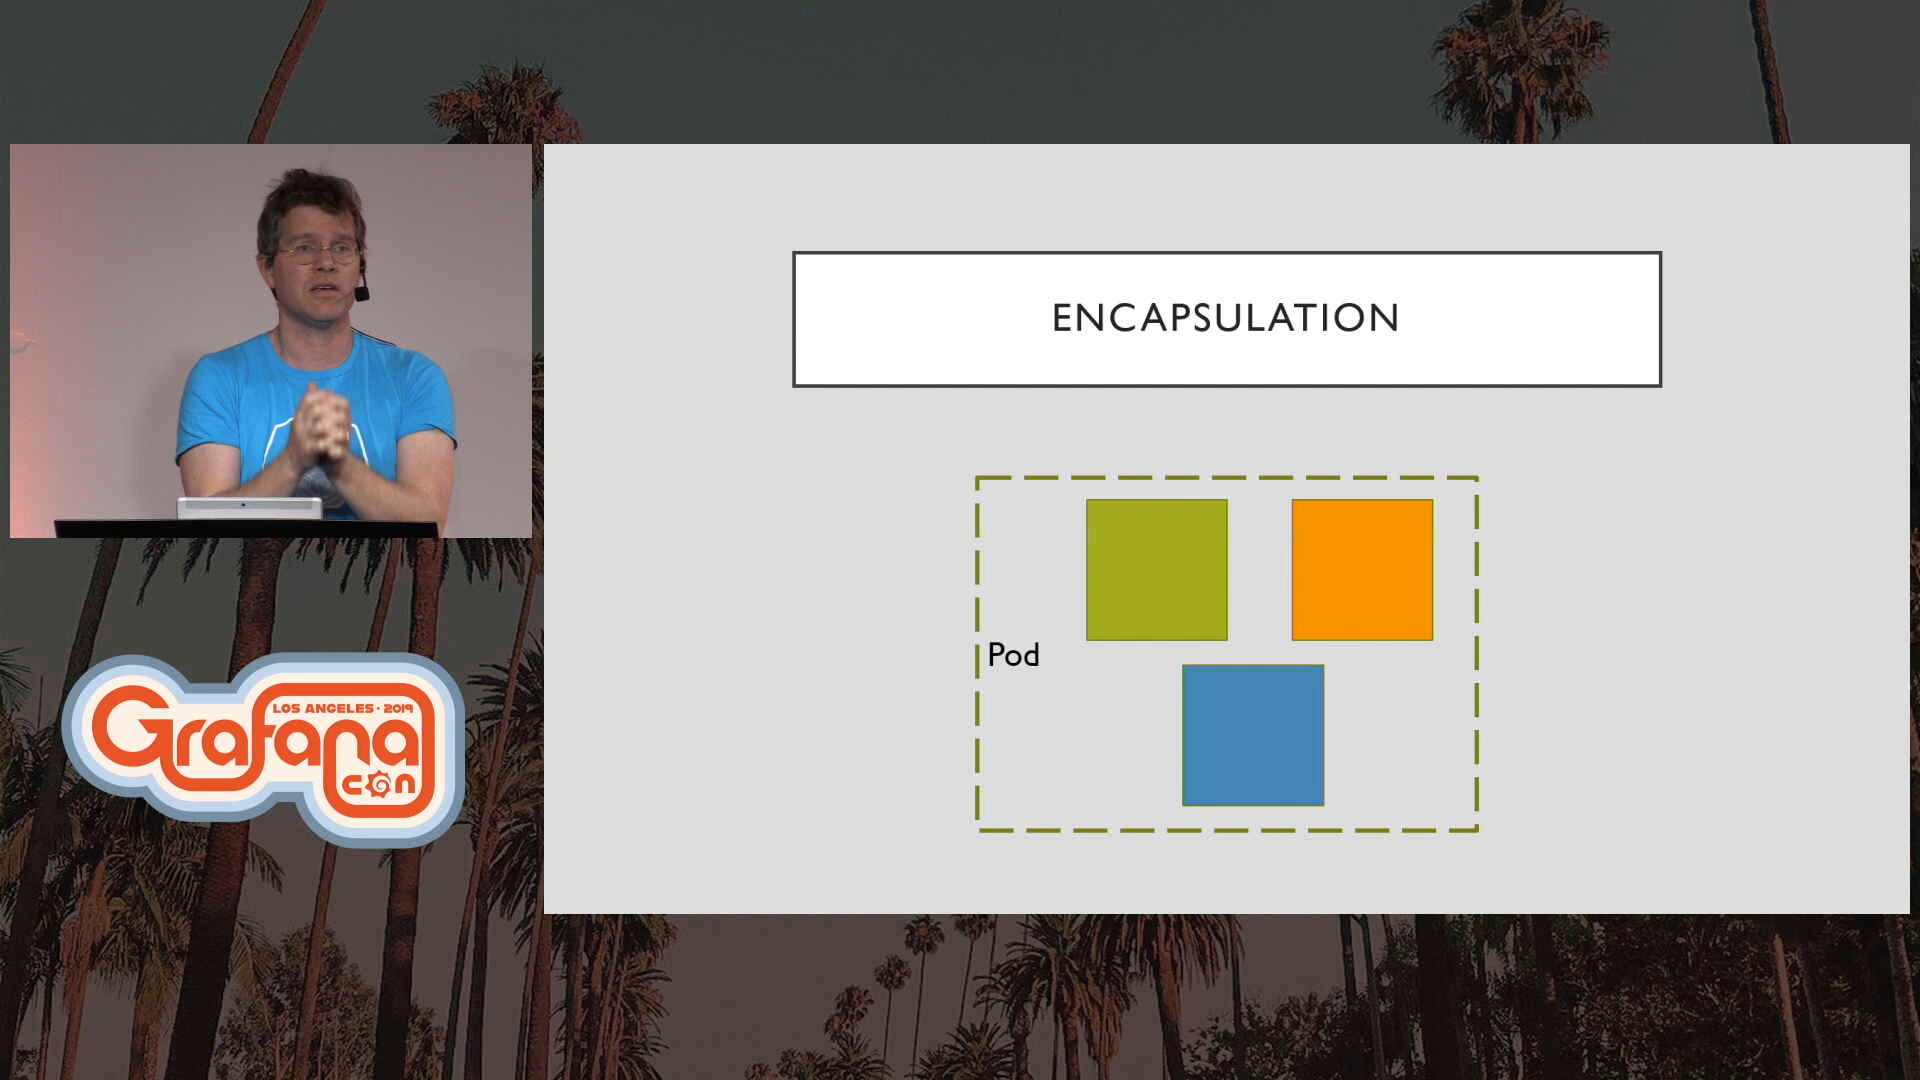 ENCAPSULATION
Pod
LOS ANGELES · 2019
Grafana
con